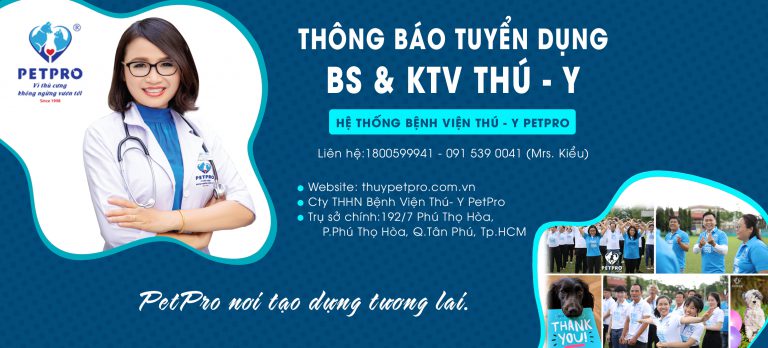 PETPRO
Vì thú cưng
không ngừng vươn tới
Since 1998
PETPRO
THÔNG BÁO TUYỂN DỤNG
BS & KTV THÚ - Y
HỆ THỐNG BỆNH VIỆN THÚ - Y PETPRO
Liên hệ:1800599941 - 091 539 0041 (Mrs. Kiều)
Website: thuypetpro.com.vn
Cty THHN Bệnh Viện Thú- Y PetPro
Trụ sở chính:192/7 Phú Thọ Hòa,
P.Phú Thọ Hòa, Q.Tân Phú, Tp.HCM
PetPro nơi tạo dựng tương lai.
PETPRO
THANK
YOU!